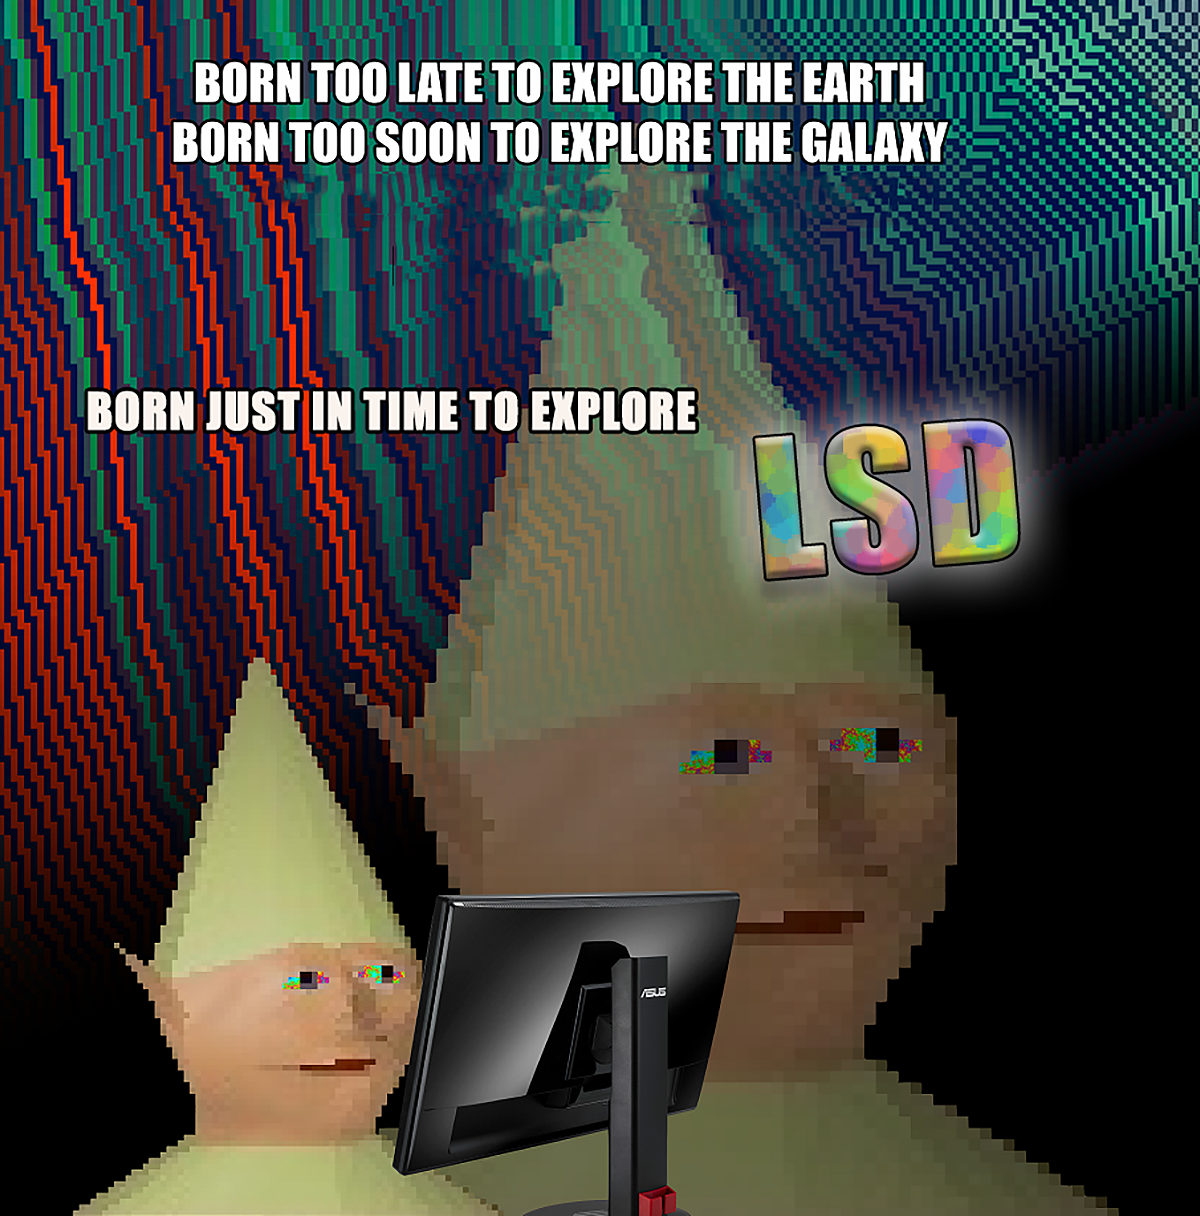 BORN TOO LATE TO EXPLORE THE EARTH
BORN TOO SOON TO EXPLORE THE GALAXY
BORN JUST IN TIME TO EXPLORE
LSD
ASUS